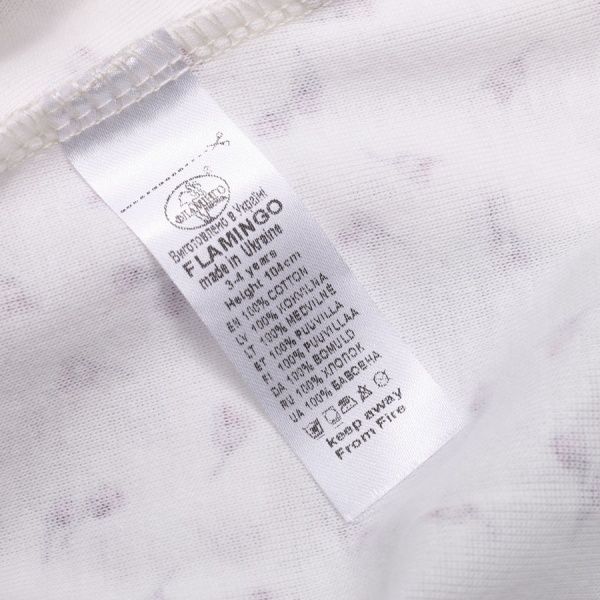 ФЛАМІНГО
Виготовлено в Україні
FLAMINGO
made in Ukraine
3-4 years
Height 104cm
EN 100% COTTON
LV 100% KOKVILNA
LT 100% MEDVILNĖ
ET 100% PUUVILLA
FI 100% PUUVILLAA
DA 100% BOMULD
RU 100% ХЛОПОК
UA 100% БАВОВНА
keep away
From Fire